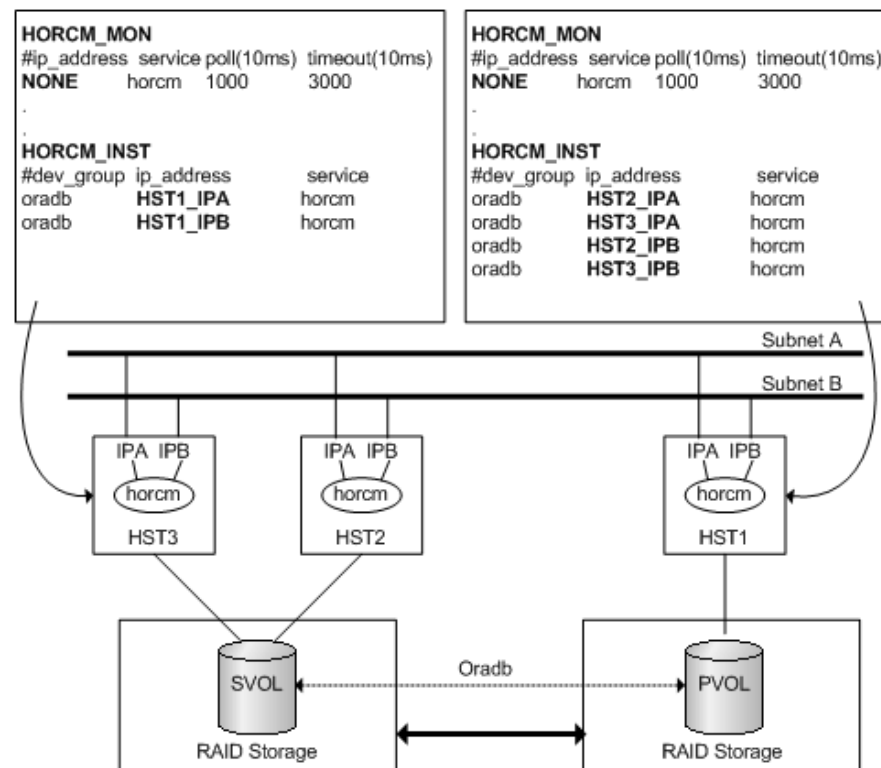 HORCM_MON
#ip_address service poll(10ms) timeout(10ms)
NONE horcm 1000 3000
.
.
HORCM_INST
#dev_group ip_address service
oradb HST1_IPA horcm
oradb HST1_IPB horcm
HORCM_MON
#ip_address service poll(10ms) timeout(10ms)
NONE horcm 1000 3000
.
.
HORCM_INST
#dev_group ip_address service
oradb HST2_IPA horcm
oradb HST3_IPA horcm
oradb HST2_IPB horcm
oradb HST3_IPB horcm
Subnet A
Subnet B
IPA IPB
horcm
HST3
IPA IPB
horcm
HST2
IPA IPB
horcm
HST1
SVOL
RAID Storage
Oradb
PVOL
RAID Storage